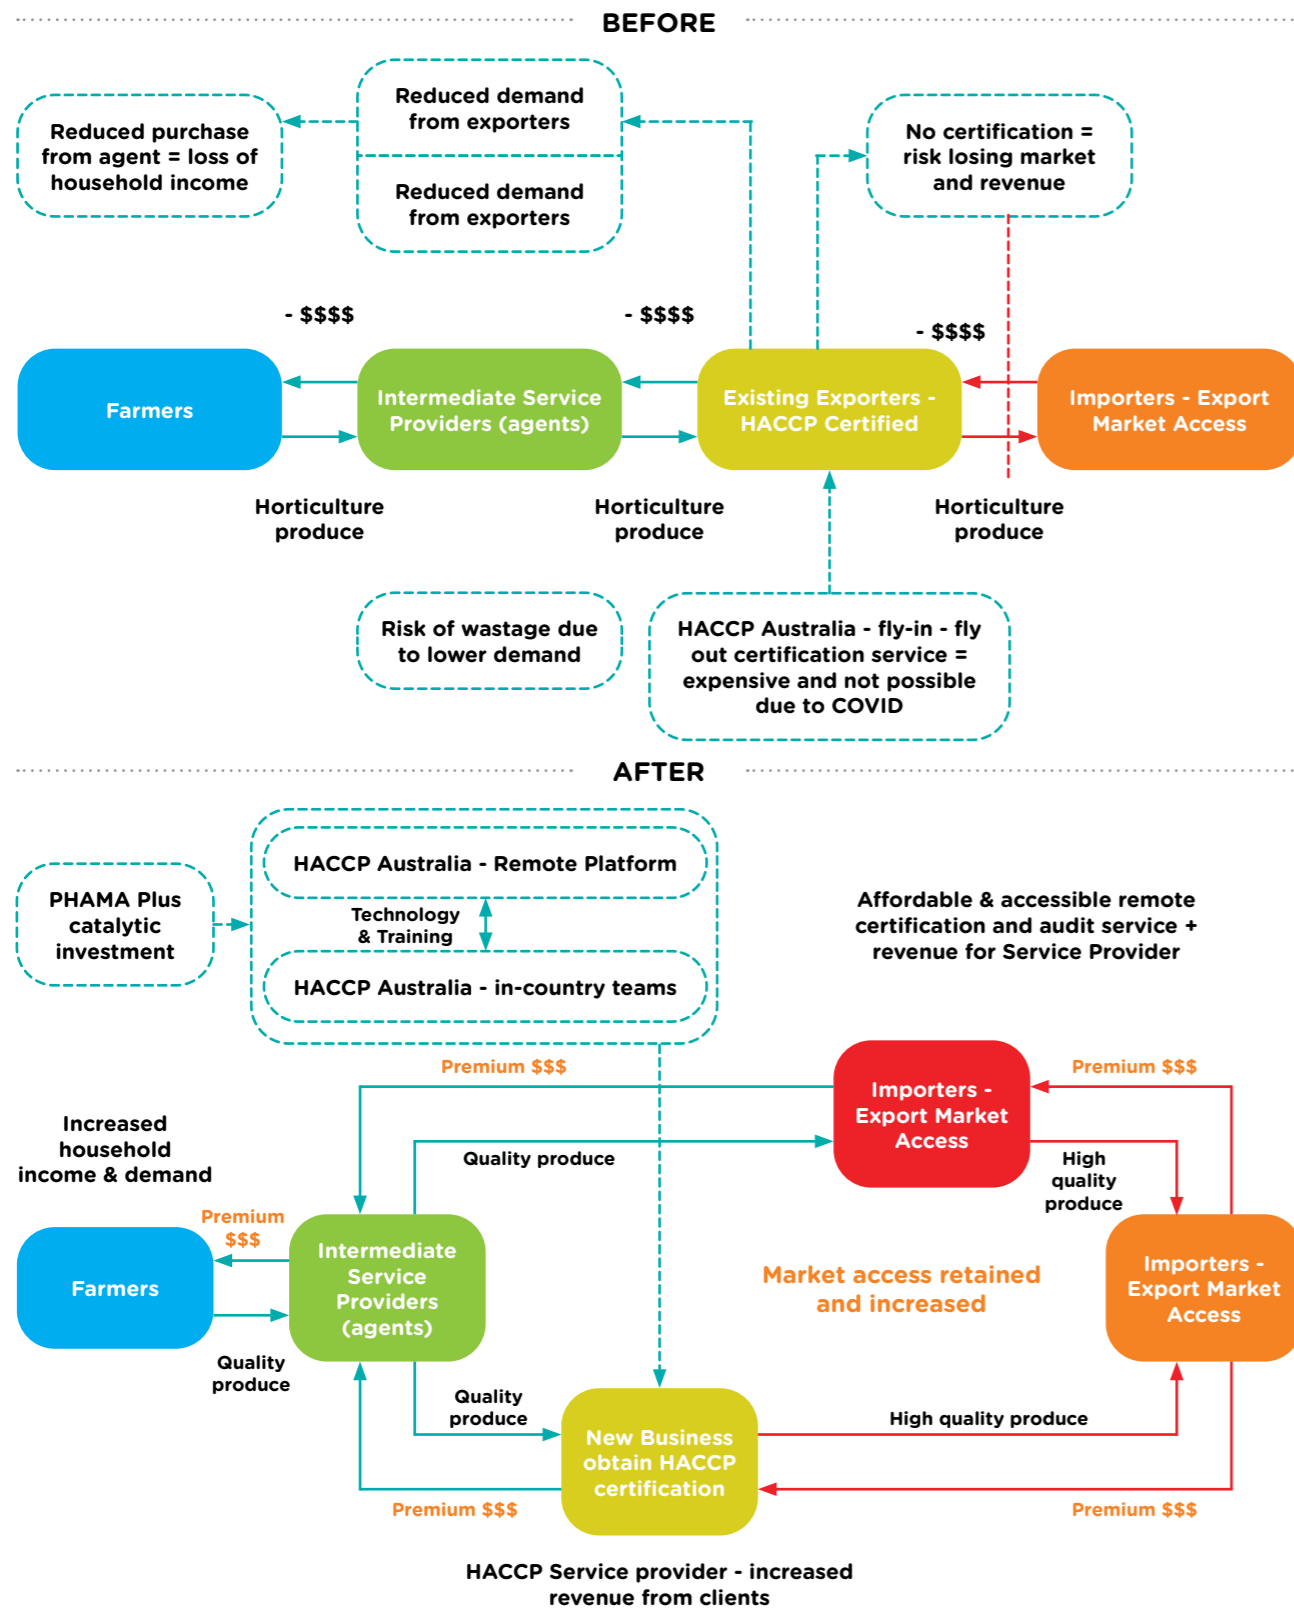 BEFORE
Reduced purchase
from agent = loss of
household income
Reduced demand
from exporters
Reduced demand
from exporters
No certification =
risk losing market
and revenue
- $$$$
- $$$$
- $$$$
Farmers
Intermediate Service
Providers (agents)
Existing Exporters -
HACCP Certified
Importers - Export
Market Access
Horticulture
produce
Horticulture
produce
Horticulture
produce
Risk of wastage due
to lower demand
HACCP Australia - fly-in - fly
out certification service =
expensive and not possible
due to COVID
AFTER
PHAMA Plus
catalytic
investment
HACCP Australia - Remote Platform
Technology
& Training
HACCP Australia - in-country teams
Affordable & accessible remote
certification and audit service +
revenue for Service Provider
Premium $$$
Importers -
Export Market
Access
Premium $$$
Increased
household
income & demand
Quality produce
High
quality
produce
Premium
$$$
Farmers
Intermediate
Service
Providers
(agents)
Market access retained
and increased
Importers -
Export Market
Access
Quality
produce
Quality
produce
New Business
obtain HACCP
certification
High quality produce
Premium $$$
Premium $$$
HACCP Service provider - increased
revenue from clients